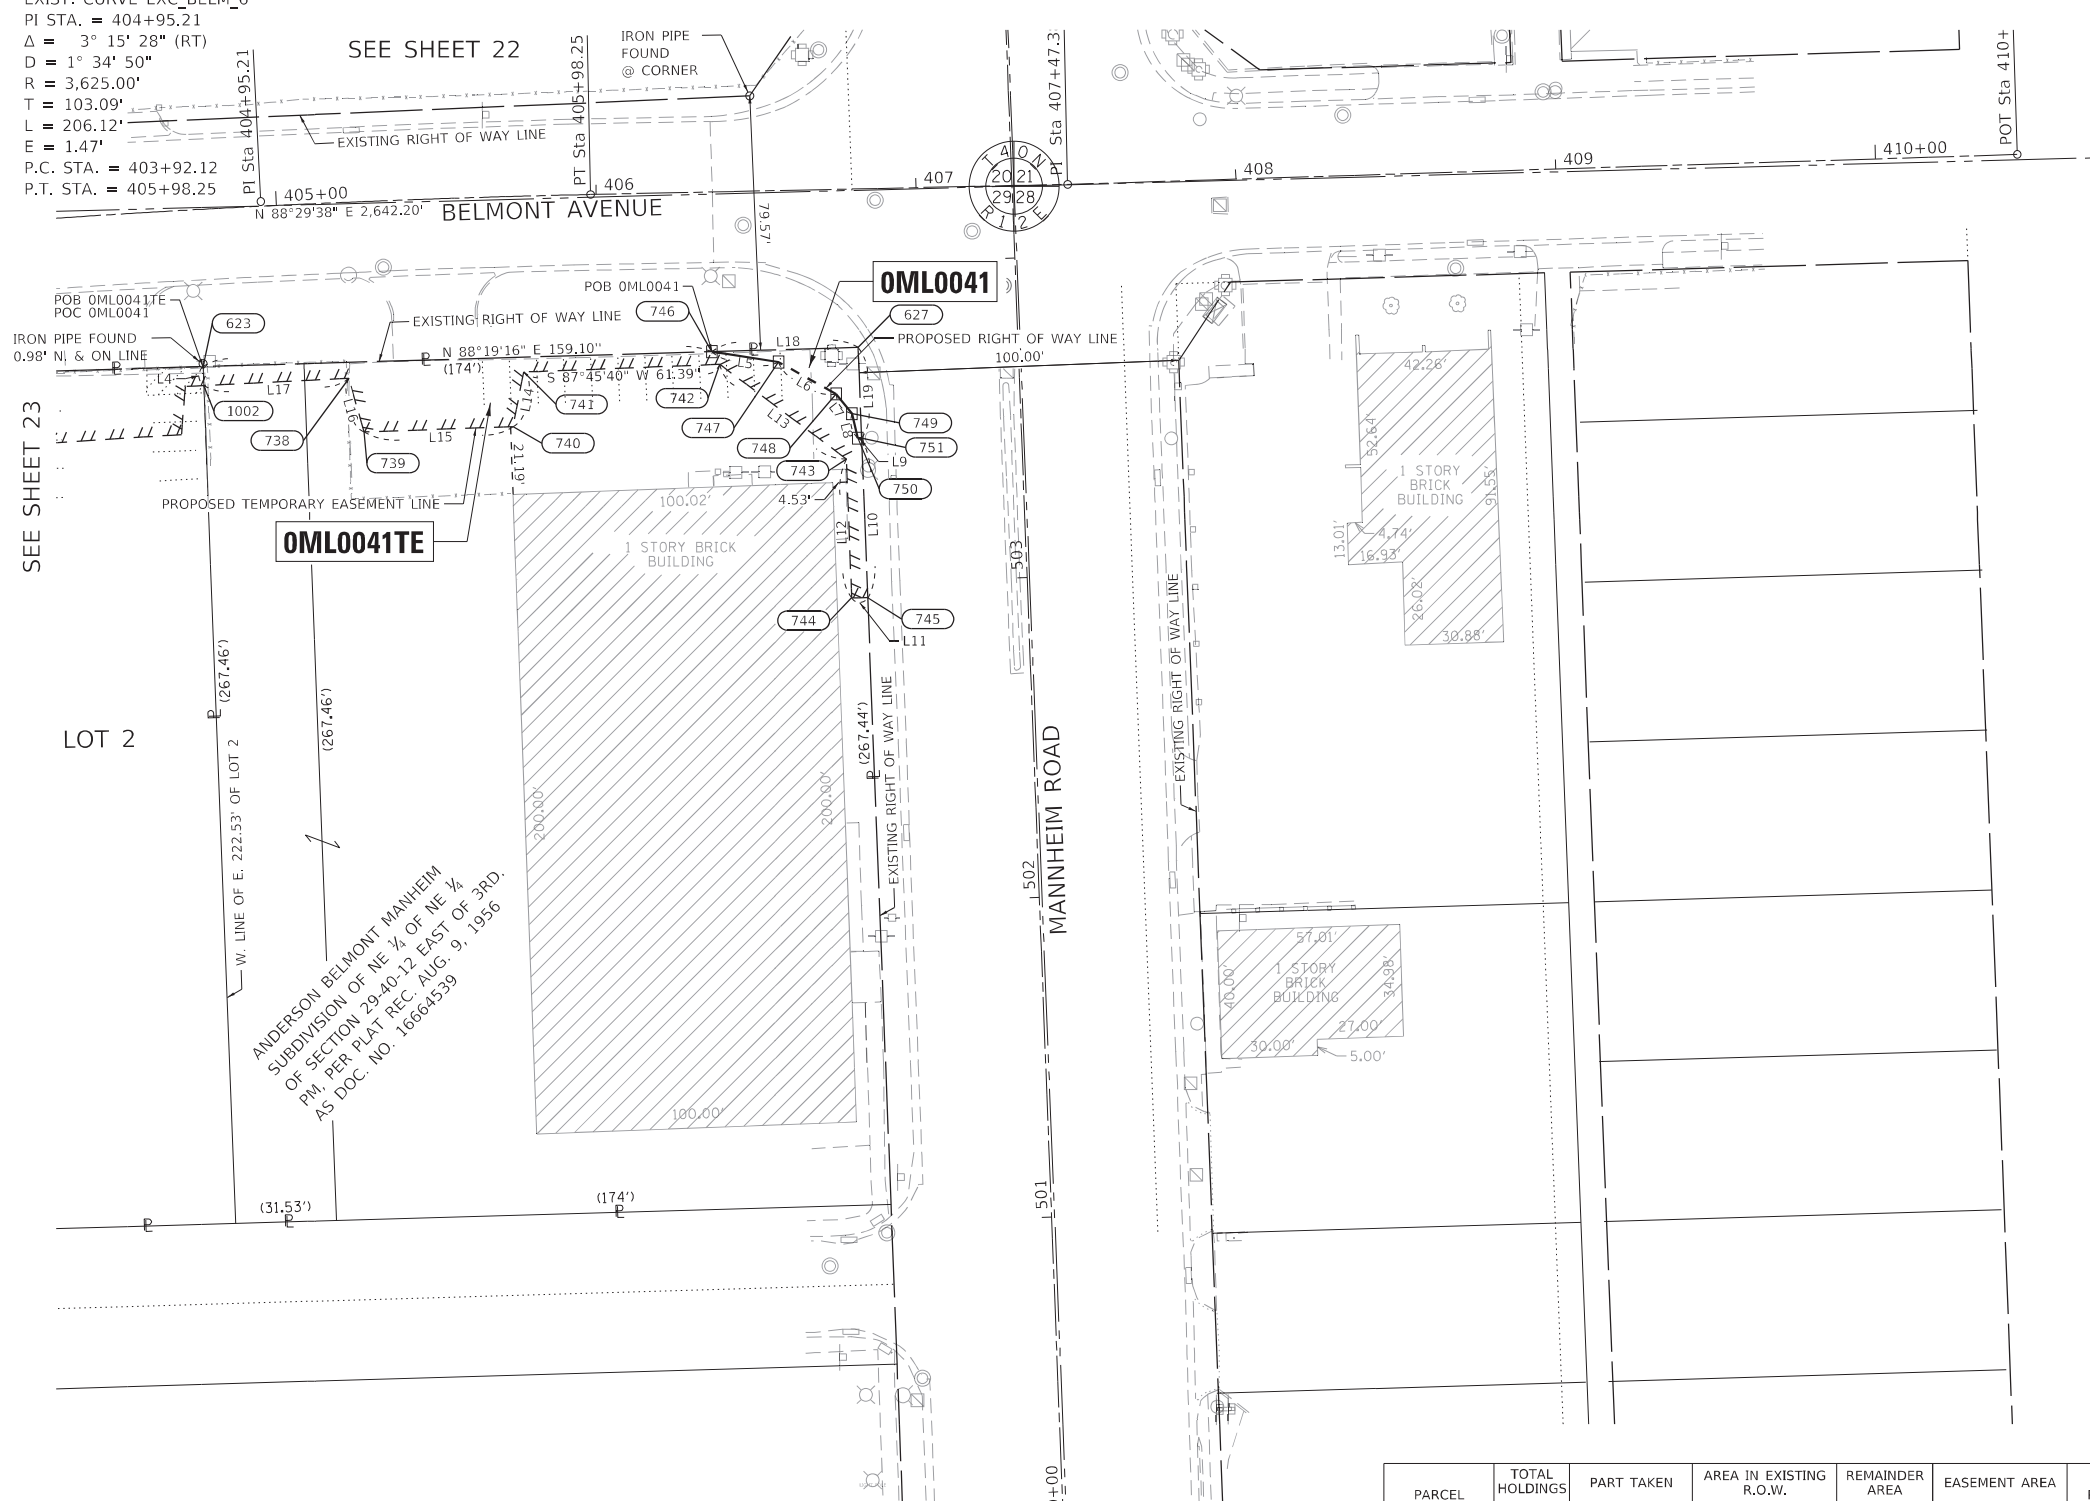 PI STA. = 404+95.21
Δ = 3° 15' 28" (RT)
D = 1° 34' 50"
R = 3,625.00'
T = 103.09'
L = 206.12'
E = 1.47'
P.C. STA. = 403+92.12
P.T. STA. = 405+98.25
SEE SHEET 22
IRON PIPE
FOUND
@ CORNER
PI Sta 404+95.21
PT Sta 405+98.25
PI Sta 407+47.3
POT Sta 410+
EXISTING RIGHT OF WAY LINE
405+00
406
407
408
409
410+00
T 40 N
20 21
29 28
R 12 E
N 88°29'38" E 2,642.20'
BELMONT AVENUE
79.57'
0ML0041
POB 0ML0041TE
POC 0ML0041
POB 0ML0041
746
627
623
EXISTING RIGHT OF WAY LINE
PROPOSED RIGHT OF WAY LINE
IRON PIPE FOUND
0.98' N. & ON LINE
N 88°19'16" E 159.10"
(174')
L18
100.00'
L4
L17
S 87°45'40" W 61.39"
L5
L6
L7
L8
L19
L14
L13
L16
L15
1002
738
739
740
741
742
747
748
743
749
751
L9
750
21.19'
4.53'
PROPOSED TEMPORARY EASEMENT LINE
0ML0041TE
SEE SHEET 23
100.02'
1 STORY BRICK
BUILDING
L12
L10
744
745
L11
503
42.26'
52.64'
1 STORY
BRICK
BUILDING
91.55'
13.01'
4.74'
16.93'
26.02'
30.88'
EXISTING RIGHT OF WAY LINE
(267.46')
(267.46')
(267.44')
EXISTING RIGHT OF WAY LINE
LOT 2
W. LINE OF E. 222.53' OF LOT 2
200.00'
200.00'
MANNHEIM ROAD
502
ANDERSON BELMONT MANHEIM
SUBDIVISION OF NE ¼ OF NE ¼
OF SECTION 29-40-12 EAST OF 3RD.
PM, PER PLAT REC. AUG. 9, 1956
AS DOC. NO. 16664539
57.01'
1 STORY
BRICK
BUILDING
40.00'
34.98'
27.00'
30.00'
5.00'
100.00'
(31.53')
(174')
501
+00
PARCEL
TOTAL
HOLDINGS
PART TAKEN
AREA IN EXISTING
R.O.W.
REMAINDER
AREA
EASEMENT AREA